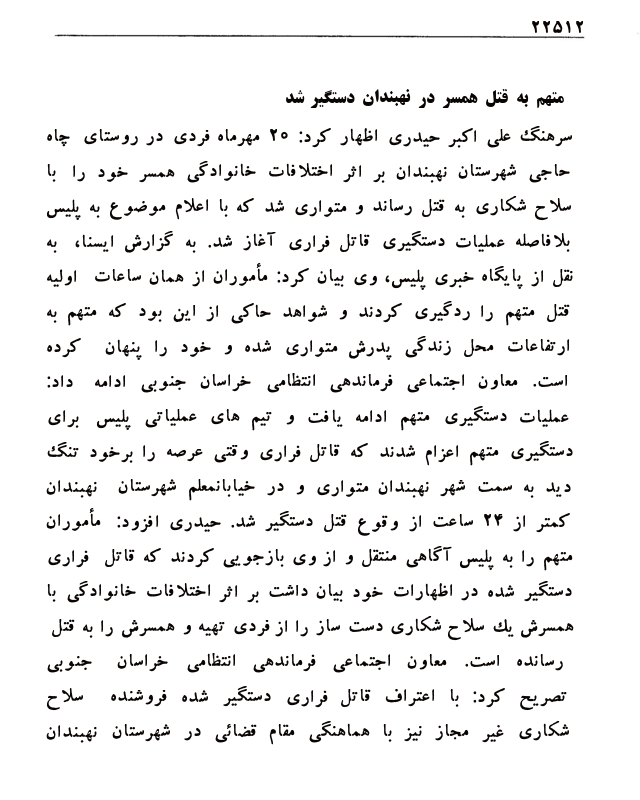 ۲۲۵۱۲
متهم به قتل همسر در نهبندان دستگیر شد
سرهنگ علی اکبر حیدری اظهار کرد: ۲۵ مهرماه فردی در روستای چاه
حاجی شهرستان نهبندان بر اثر اختلافات خانوادگی همسر خود را با
سلاح شکاری به قتل رساند و متواری شد که با اعلام موضوع به پلیس
بلافاصله عملیات دستگیری قاتل فراری آغاز شد. به گزارش ایسنا، به
نقل از پایگاه خبری پلیس، وی بیان کرد: مأموران از همان ساعات اولیه
قتل متهم را ردگیری کردند و شواهد حاکی از این بود که متهم به
ارتفاعات محل زندگی پدرش متواری شده و خود را پنهان کرده
است. معاون اجتماعی فرماندهی انتظامی خراسان جنوبی ادامه داد:
عملیات دستگیری متهم ادامه یافت و تیم های عملیاتی پلیس برای
دستگیری متهم اعزام شدند که قاتل فراری وقتی عرصه را برخود تنگ
دید به سمت شهر نهبندان متواری و در خیابانمعلم شهرستان نهبندان
کمتر از ۲۴ ساعت از وقوع قتل دستگیر شد. حیدری افزود: مأموران
متهم را به پلیس آگاهی منتقل و از وی بازجویی کردند که قاتل فراری
دستگیر شده در اظهارات خود بیان داشت بر اثر اختلافات خانوادگی با
همسرش یك سلاح شکاری دست ساز را از فردی تهیه و همسرش را به قتل
رسانده است. معاون اجتماعی فرماندهی انتظامی خراسان جنوبی
تصریح کرد: با اعتراف قاتل فراری دستگیر شده فروشنده سلاح
شکاری غیر مجاز نیز با هماهنگی مقام قضائی در شهرستان نهبندان